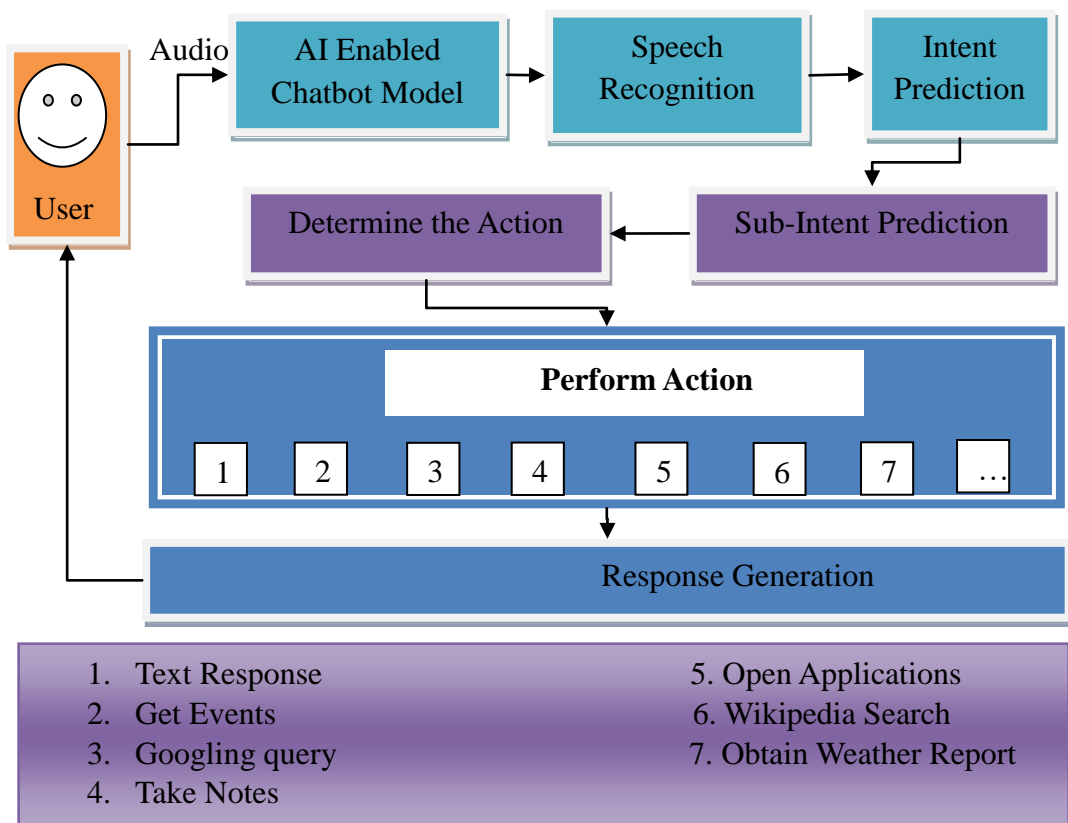 Audio
AI Enabled
Chatbot Model
Speech
Recognition
Intent
Prediction
User
Determine the Action
Sub-Intent Prediction
Perform Action
1
2
3
4
5
6
7
…
Response Generation
1. Text Response
2. Get Events
3. Googling query
4. Take Notes
5. Open Applications
6. Wikipedia Search
7. Obtain Weather Report